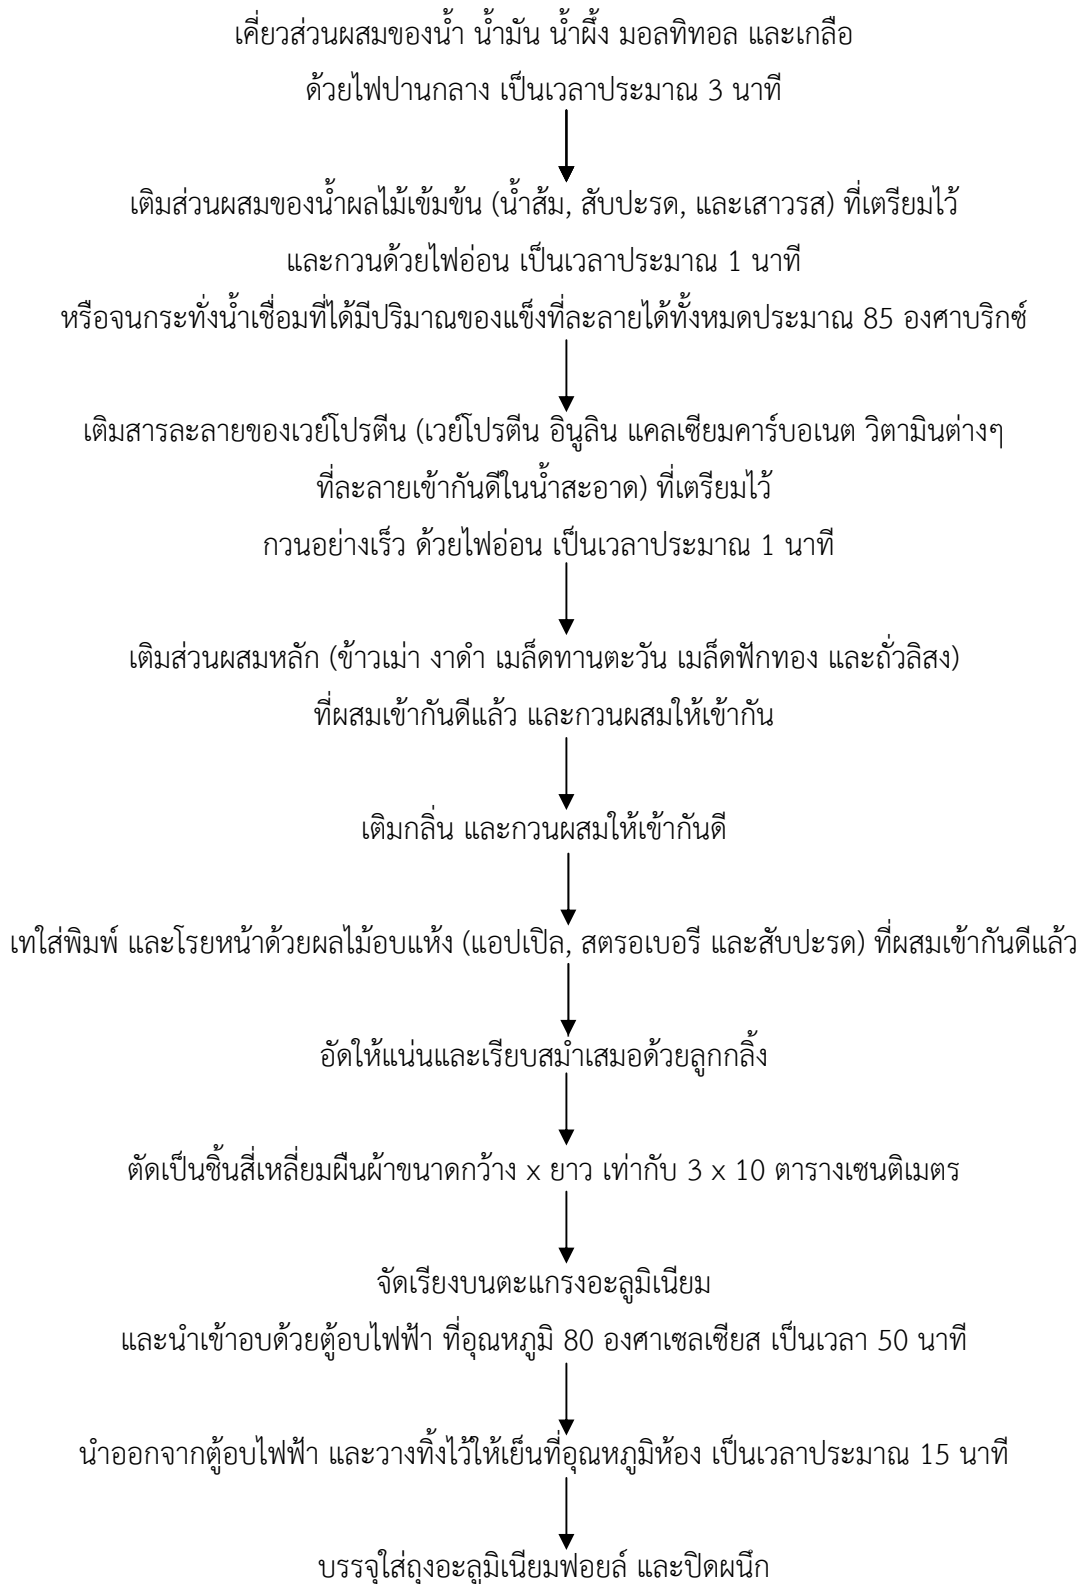 เคี่ยวส่วนผสมของน้ำ น้ำมัน น้ำผึ้ง มอลทิทอล และเกลือ
ด้วยไฟปานกลาง เป็นเวลาประมาณ 3 นาที
เติมส่วนผสมของน้ำผลไม้เข้มข้น (น้ำส้ม, สับปะรด, และเสาวรส) ที่เตรียมไว้
และกวนด้วยไฟอ่อน เป็นเวลาประมาณ 1 นาที
หรือจนกระทั่งน้ำเชื่อมที่ได้มีปริมาณของแข็งที่ละลายได้ทั้งหมดประมาณ 85 องศาบริกซ์
เติมสารละลายของเวย์โปรตีน (เวย์โปรตีน อินูลิน แคลเซียมคาร์บอเนต วิตามินต่างๆ
ที่ละลายเข้ากันดีในน้ำสะอาด) ที่เตรียมไว้
กวนอย่างเร็ว ด้วยไฟอ่อน เป็นเวลาประมาณ 1 นาที
เติมส่วนผสมหลัก (ข้าวเม่า งาดำ เมล็ดทานตะวัน เมล็ดฟักทอง และถั่วลิสง)
ที่ผสมเข้ากันดีแล้ว และกวนผสมให้เข้ากัน
เติมกลิ่น และกวนผสมให้เข้ากันดี
เทใส่พิมพ์ และโรยหน้าด้วยผลไม้อบแห้ง (แอปเปิล, สตรอเบอรี และสับปะรด) ที่ผสมเข้ากันดีแล้ว
อัดให้แน่นและเรียบสม่ำเสมอด้วยลูกกลิ้ง
ตัดเป็นชิ้นสี่เหลี่ยมผืนผ้าขนาดกว้าง x ยาว เท่ากับ 3 x 10 ตารางเซนติเมตร
จัดเรียงบนตะแกรงอะลูมิเนียม
และนำเข้าอบด้วยตู้อบไฟฟ้า ที่อุณหภูมิ 80 องศาเซลเซียส เป็นเวลา 50 นาที
นำออกจากตู้อบไฟฟ้า และวางทิ้งไว้ให้เย็นที่อุณหภูมิห้อง เป็นเวลาประมาณ 15 นาที
บรรจุใส่ถุงอะลูมิเนียมฟอยล์ และปิดผนึก